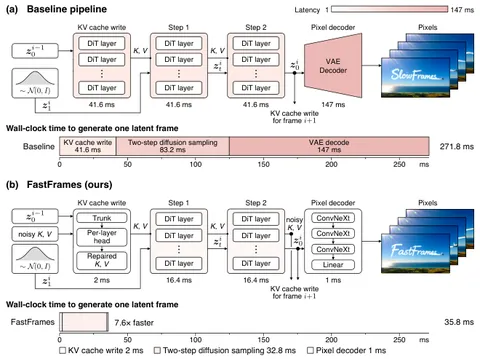 (a) Baseline pipeline
Latency 1 147 ms
KV cache write Step 1 Step 2 Pixel decoder Pixels
z_0^{i−1}
DiT layer DiT layer DiT layer
K, V
DiT layer DiT layer DiT layer
⋮ ⋮ ⋮
z_t^i z_0^i
VAE
Decoder
SlowFrames
∼ N(0, I)
DiT layer DiT layer DiT layer
z_1^i
41.6 ms 41.6 ms 41.6 ms 147 ms
KV cache write
for frame i+1
Wall-clock time to generate one latent frame
Baseline
KV cache write
41.6 ms
Two-step diffusion sampling
83.2 ms
VAE decode
147 ms
271.8 ms
0 50 100 150 200 250 ms
(b) FastFrames (ours)
KV cache write Step 1 Step 2 Pixel decoder Pixels
z_0^{i−1}
noisy K, V
∼ N(0, I)
z_1^i
Trunk
Per-layer
head
Repaired
K, V
2 ms
K, V
DiT layer
DiT layer
⋮
DiT layer
16.4 ms
K, V
z_t^i
DiT layer
DiT layer
⋮
DiT layer
16.4 ms
noisy
K, V
z_0^i
KV cache write
for frame i+1
ConvNeXt
ConvNeXt
ConvNeXt
Linear
1 ms
FastFrames
Wall-clock time to generate one latent frame
FastFrames 7.6× faster 35.8 ms
0 50 100 150 200 250 ms
KV cache write 2 ms Two-step diffusion sampling 32.8 ms Pixel decoder 1 ms